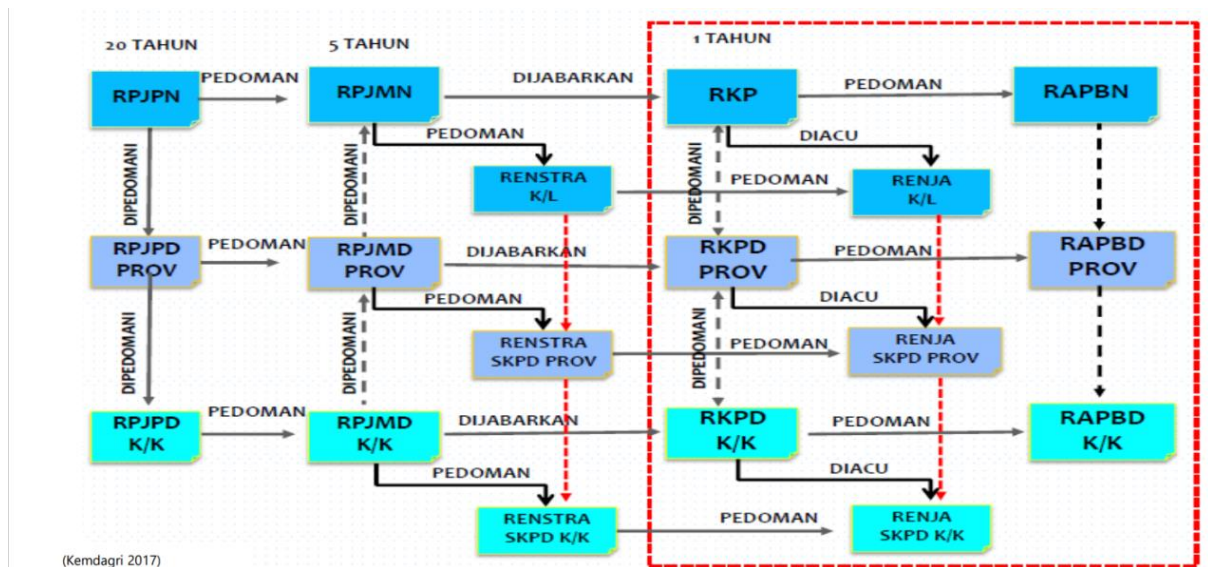 20 TAHUN
5 TAHUN
1 TAHUN
RPJPN
PEDOMAN
RPJMN
DIJABARKAN
RKP
PEDOMAN
RAPBN
PEDOMAN
DIACU
DIPEDOMANI
DIPEDOMANI
DIPEDOMANI
RENSTRA
K/L
PEDOMAN
RENJA
K/L
RPJPD
PROV
PEDOMAN
RPJMD
PROV
DIJABARKAN
RKPD
PROV
PEDOMAN
RAPBD
PROV
PEDOMAN
DIACU
DIPEDOMANI
DIPEDOMANI
DIPEDOMANI
RENSTRA
SKPD PROV
PEDOMAN
RENJA
SKPD PROV
RPJPD
K/K
PEDOMAN
RPJMD
K/K
DIJABARKAN
RKPD
K/K
PEDOMAN
RAPBD
K/K
PEDOMAN
DIACU
RENSTRA
SKPD K/K
PEDOMAN
RENJA
SKPD K/K
(Kemdagri 2017)